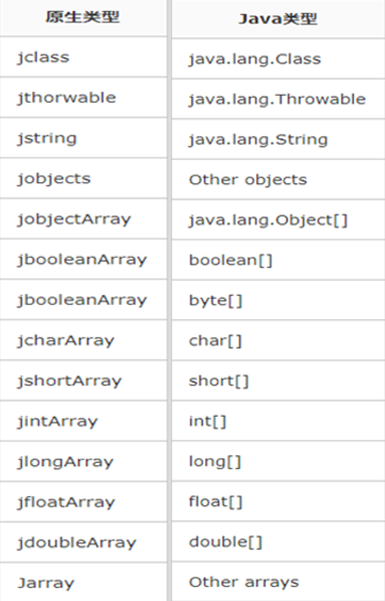 原生类型 Java类型
jclass java.lang.Class
jthorwable java.lang.Throwable
jstring java.lang.String
jobjects Other objects
jobjectArray java.lang.Object[]
jbooleanArray boolean[]
jbooleanArray byte[]
jcharArray char[]
jshortArray short[]
jintArray int[]
jlongArray long[]
jfloatArray float[]
jdoubleArray double[]
Jarray Other arrays